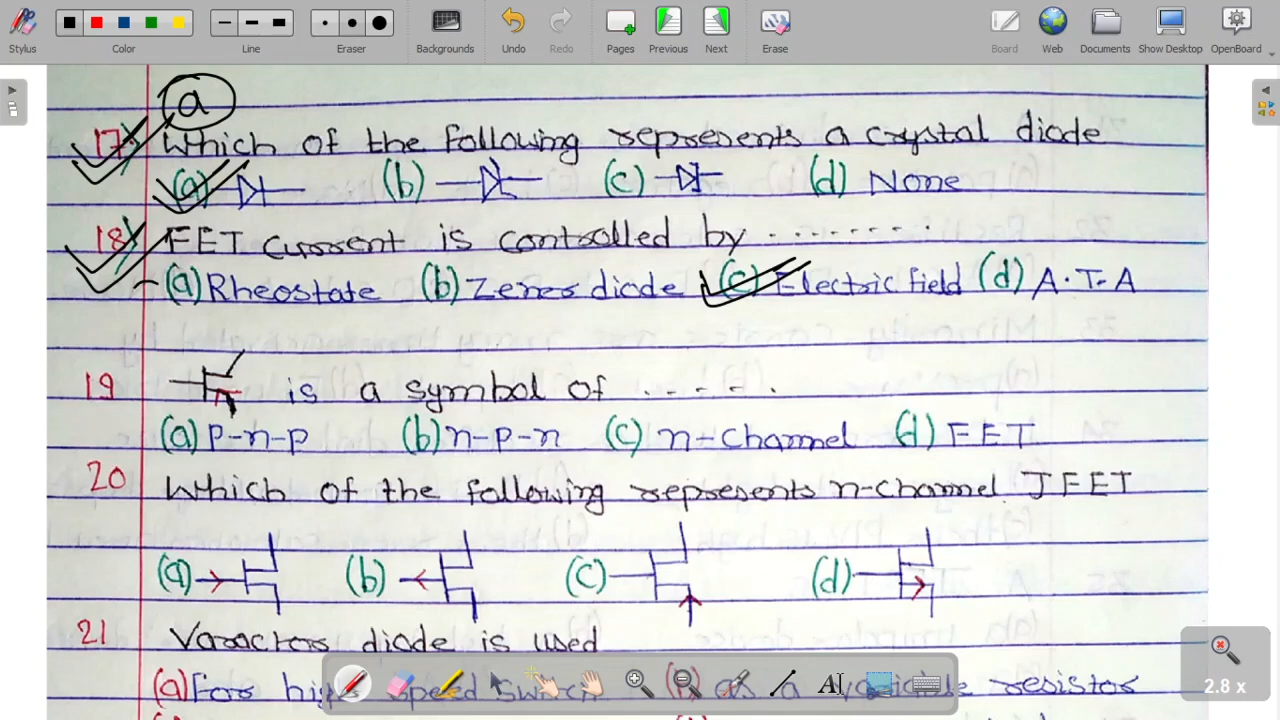 Stylus
Color
Line
Eraser
Backgrounds
Undo
Redo
Pages
Previous
Next
Erase
Board
Web
Documents
Show Desktop
OpenBoard
a
17 Which of the following represents a crystal diode
(a) (b) (c) (d) None
18 FET current is controlled by ........
(a) Rheostate (b) Zener diode (c) Electric field (d) A.T.A
19 is a symbol of .....
(a) p-n-p (b) n-p-n (c) n-channel (d) FET
20 Which of the following represents n-channel JFET
(a) (b) (c) (d)
21 Varactor diode is used
(a) For high speed switch as a variable resistor
2.8 x